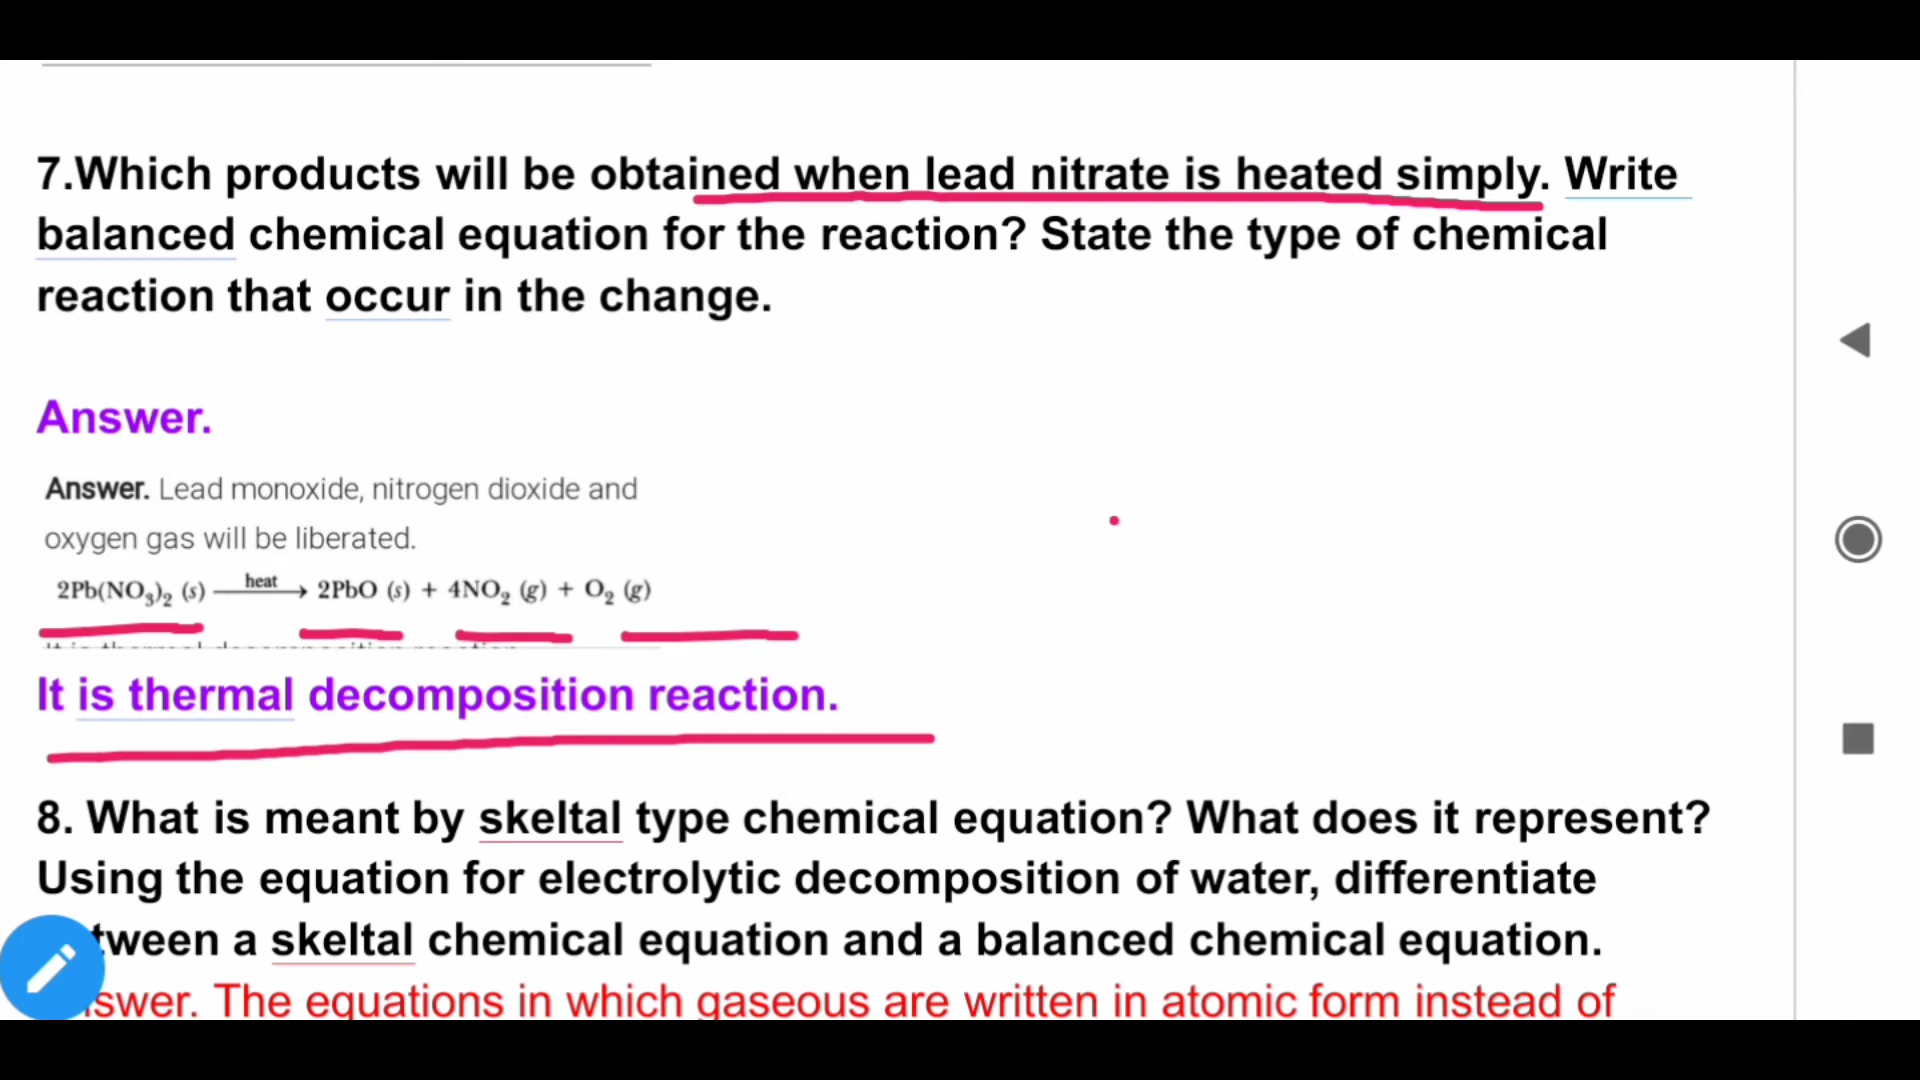 7.Which products will be obtained when lead nitrate is heated simply. Write
balanced chemical equation for the reaction? State the type of chemical
reaction that occur in the change.
Answer.
Answer. Lead monoxide, nitrogen dioxide and
oxygen gas will be liberated.
2Pb(NO₃)₂ (s) —heat→ 2PbO (s) + 4NO₂ (g) + O₂ (g)
It is thermal decomposition reaction.
8. What is meant by skeltal type chemical equation? What does it represent?
Using the equation for electrolytic decomposition of water, differentiate
tween a skeltal chemical equation and a balanced chemical equation.
swer. The equations in which gaseous are written in atomic form instead of